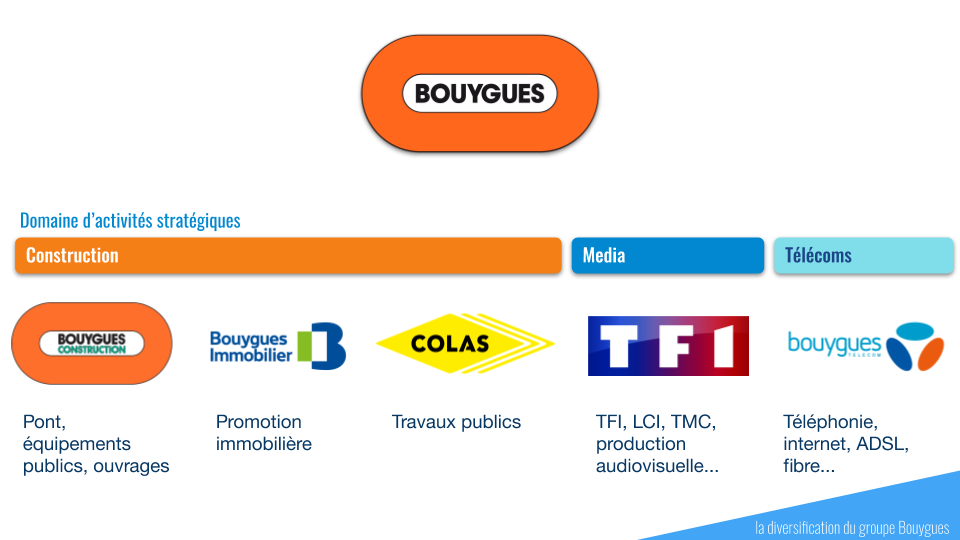 BOUYGUES
Domaine d'activités stratégiques
Construction
Media
Télécoms
BOUYGUES
CONSTRUCTION
Bouygues
Immobilier
COLAS
TF1
bouygues
TELECOM
Pont,
équipements
publics, ouvrages
Promotion
immobilière
Travaux publics
TFI, LCI, TMC,
production
audiovisuelle...
Téléphonie,
internet, ADSL,
fibre...
la diversification du groupe Bouygues